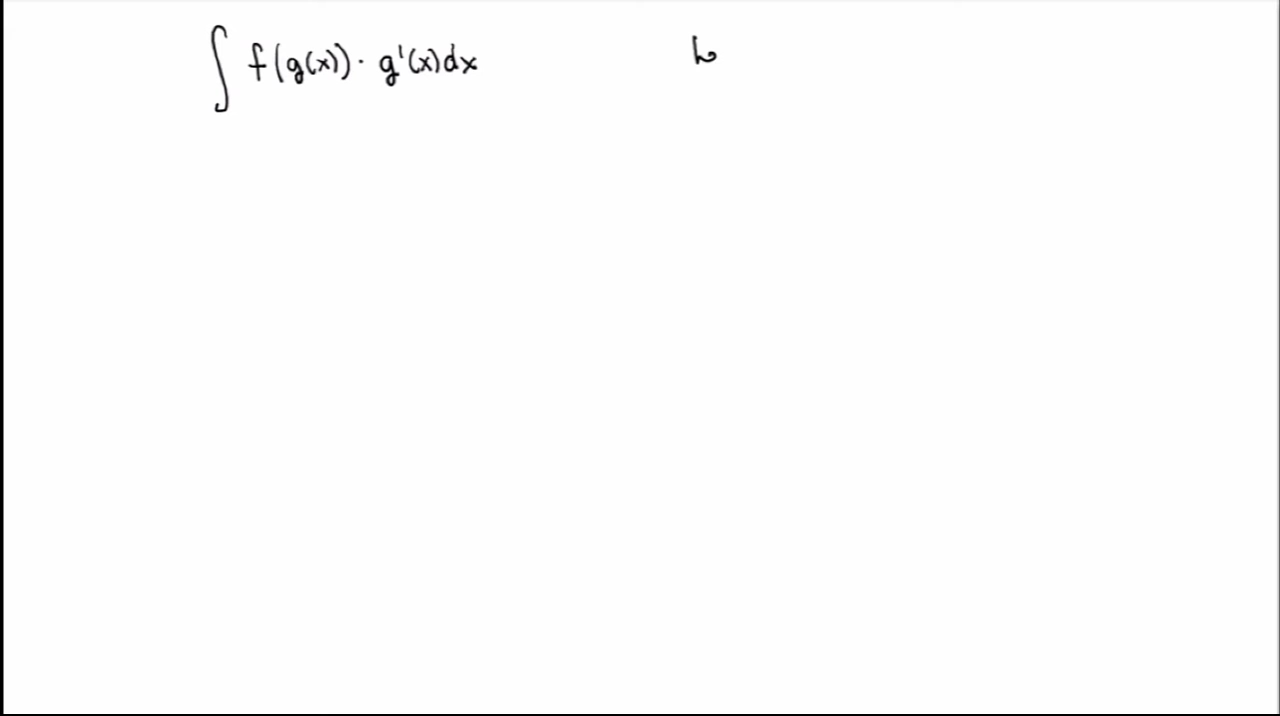 ∫ f(g(x)) · g'(x)dx